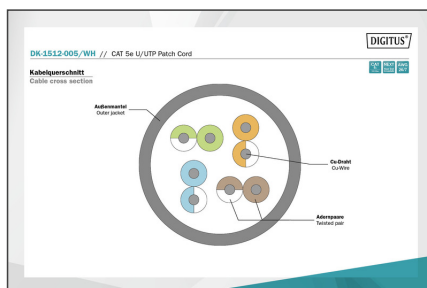 DIGITUS®
DK-1512-005/WH // CAT 5e U/UTP Patch Cord
Kabelquerschnitt
Cable cross section
Außenmantel
Outer jacket
Cu-Draht
Cu-Wire
Adernpaare
Twisted pair